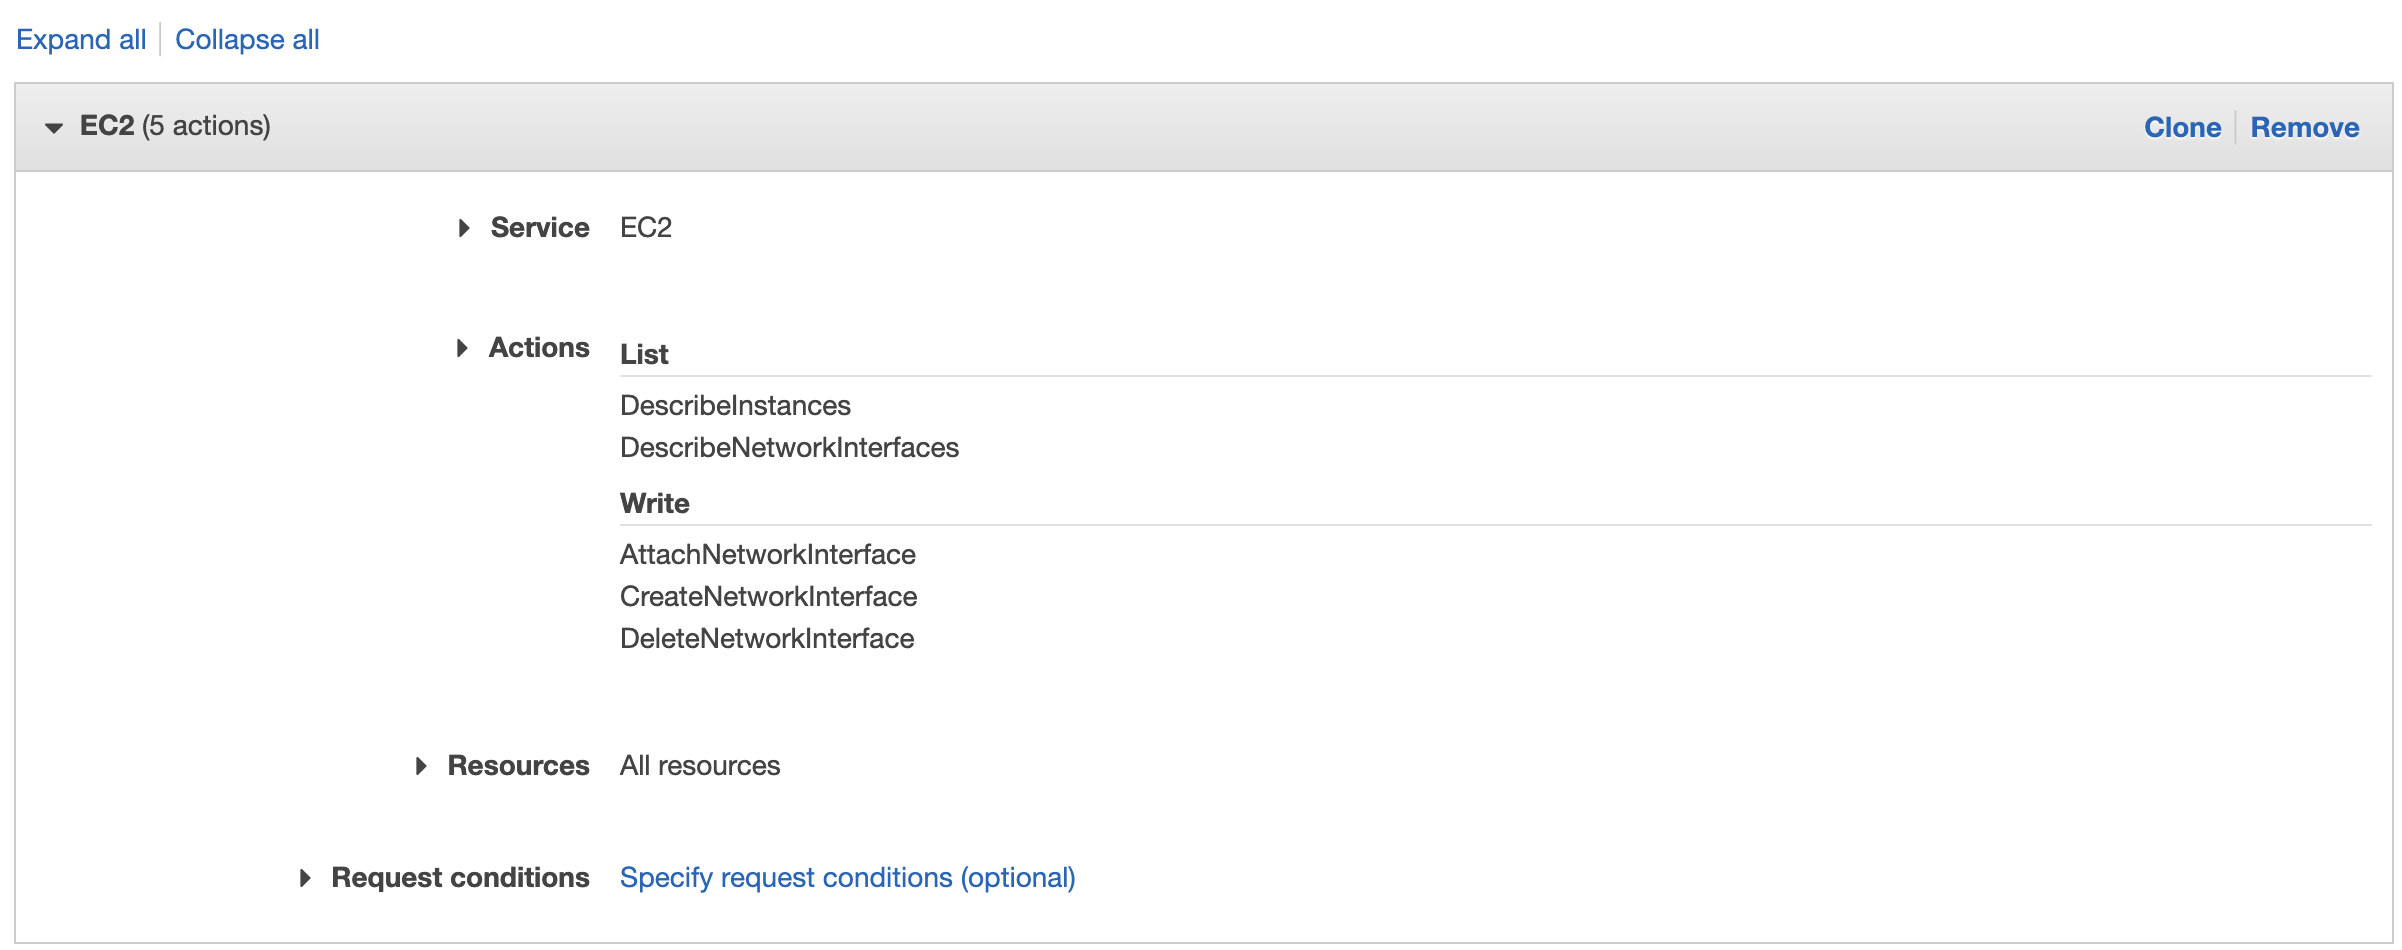 Expand all Collapse all
EC2 (5 actions) Clone Remove
Service EC2
Actions List
DescribeInstances
DescribeNetworkInterfaces
Write
AttachNetworkInterface
CreateNetworkInterface
DeleteNetworkInterface
Resources All resources
Request conditions Specify request conditions (optional)